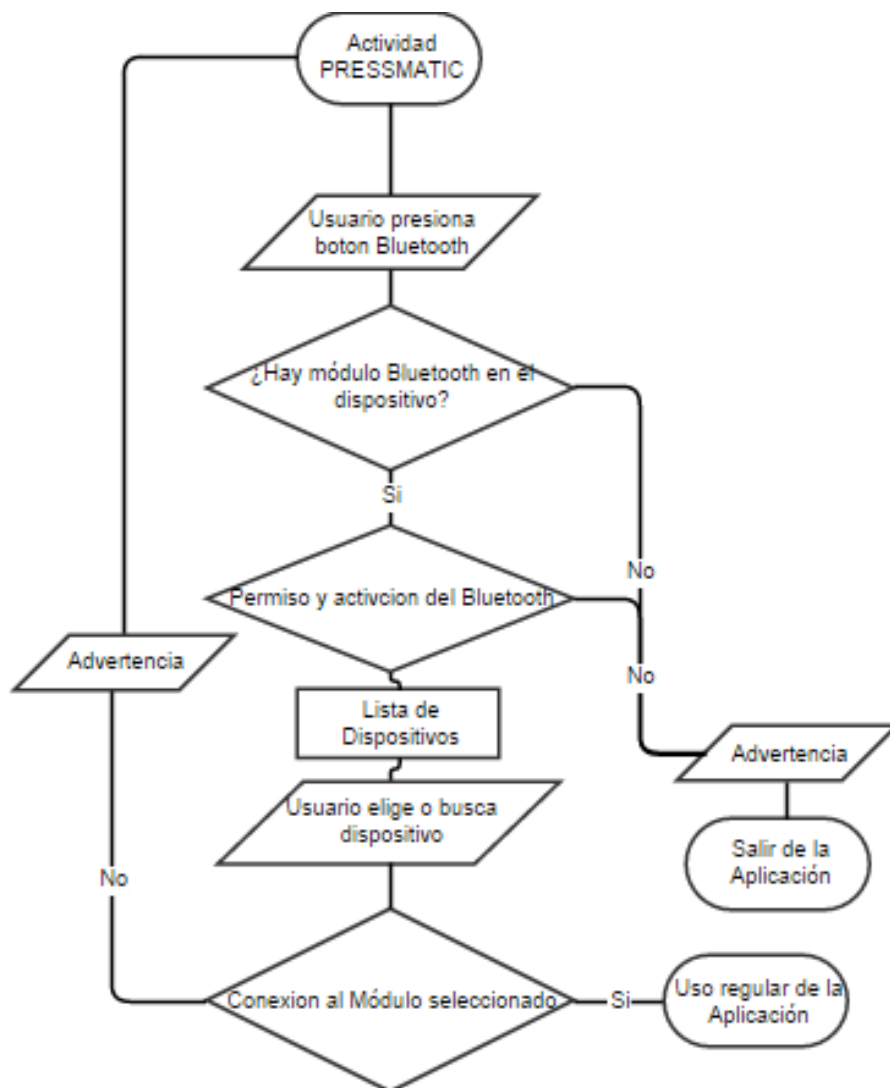 Actividad
PRESSMATIC
Usuario presiona
boton Bluetooth
¿Hay módulo Bluetooth en el
dispositivo?
Si
No
Permiso y activcion del Bluetooth
No
Advertencia
Lista de
Dispositivos
Advertencia
Usuario elige o busca
dispositivo
Salir de la
Aplicación
No
Conexion al Módulo seleccionado
Si
Uso regular de la
Aplicación